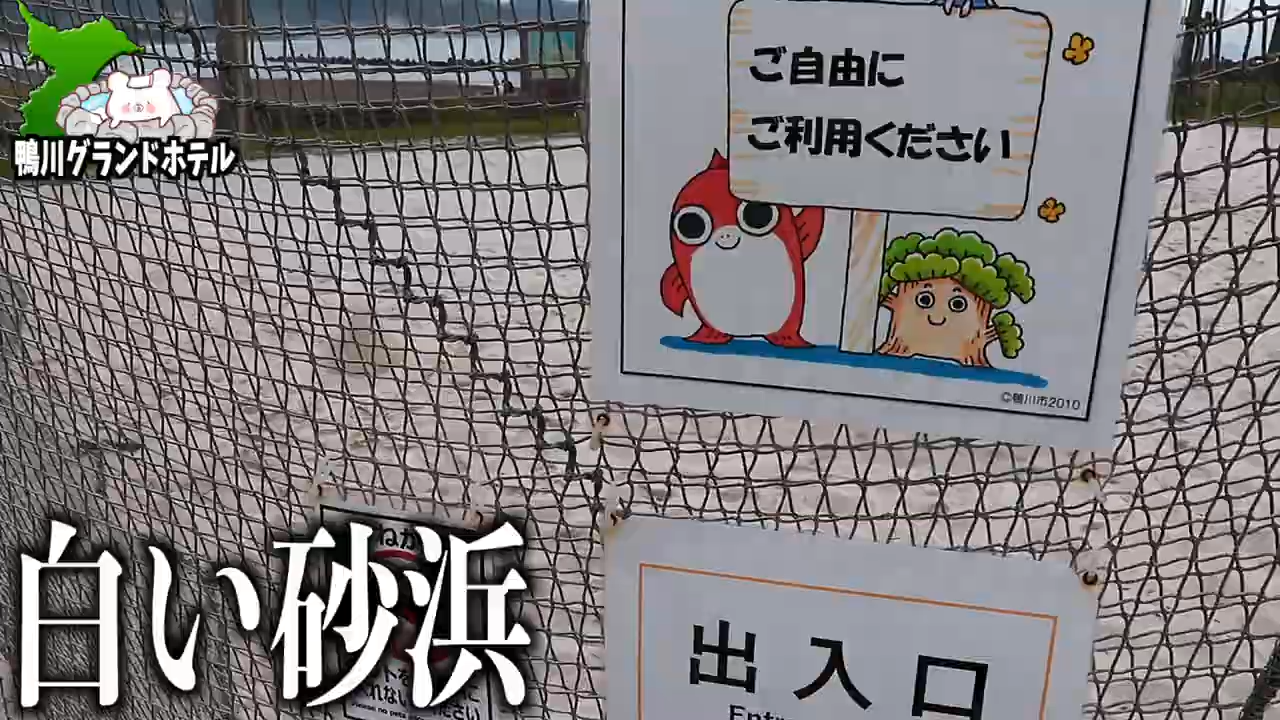 鴨川グランドホテル
ご自由に
ご利用ください
©鴨川市2010
出入口
白い砂浜